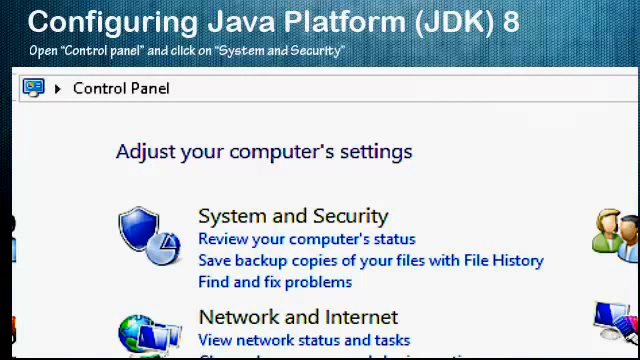 Configuring Java Platform (JDK) 8
Open "Control panel" and click on "System and Security"
Control Panel
Adjust your computer's settings
System and Security
Review your computer's status
Save backup copies of your files with File History
Find and fix problems
Network and Internet
View network status and tasks